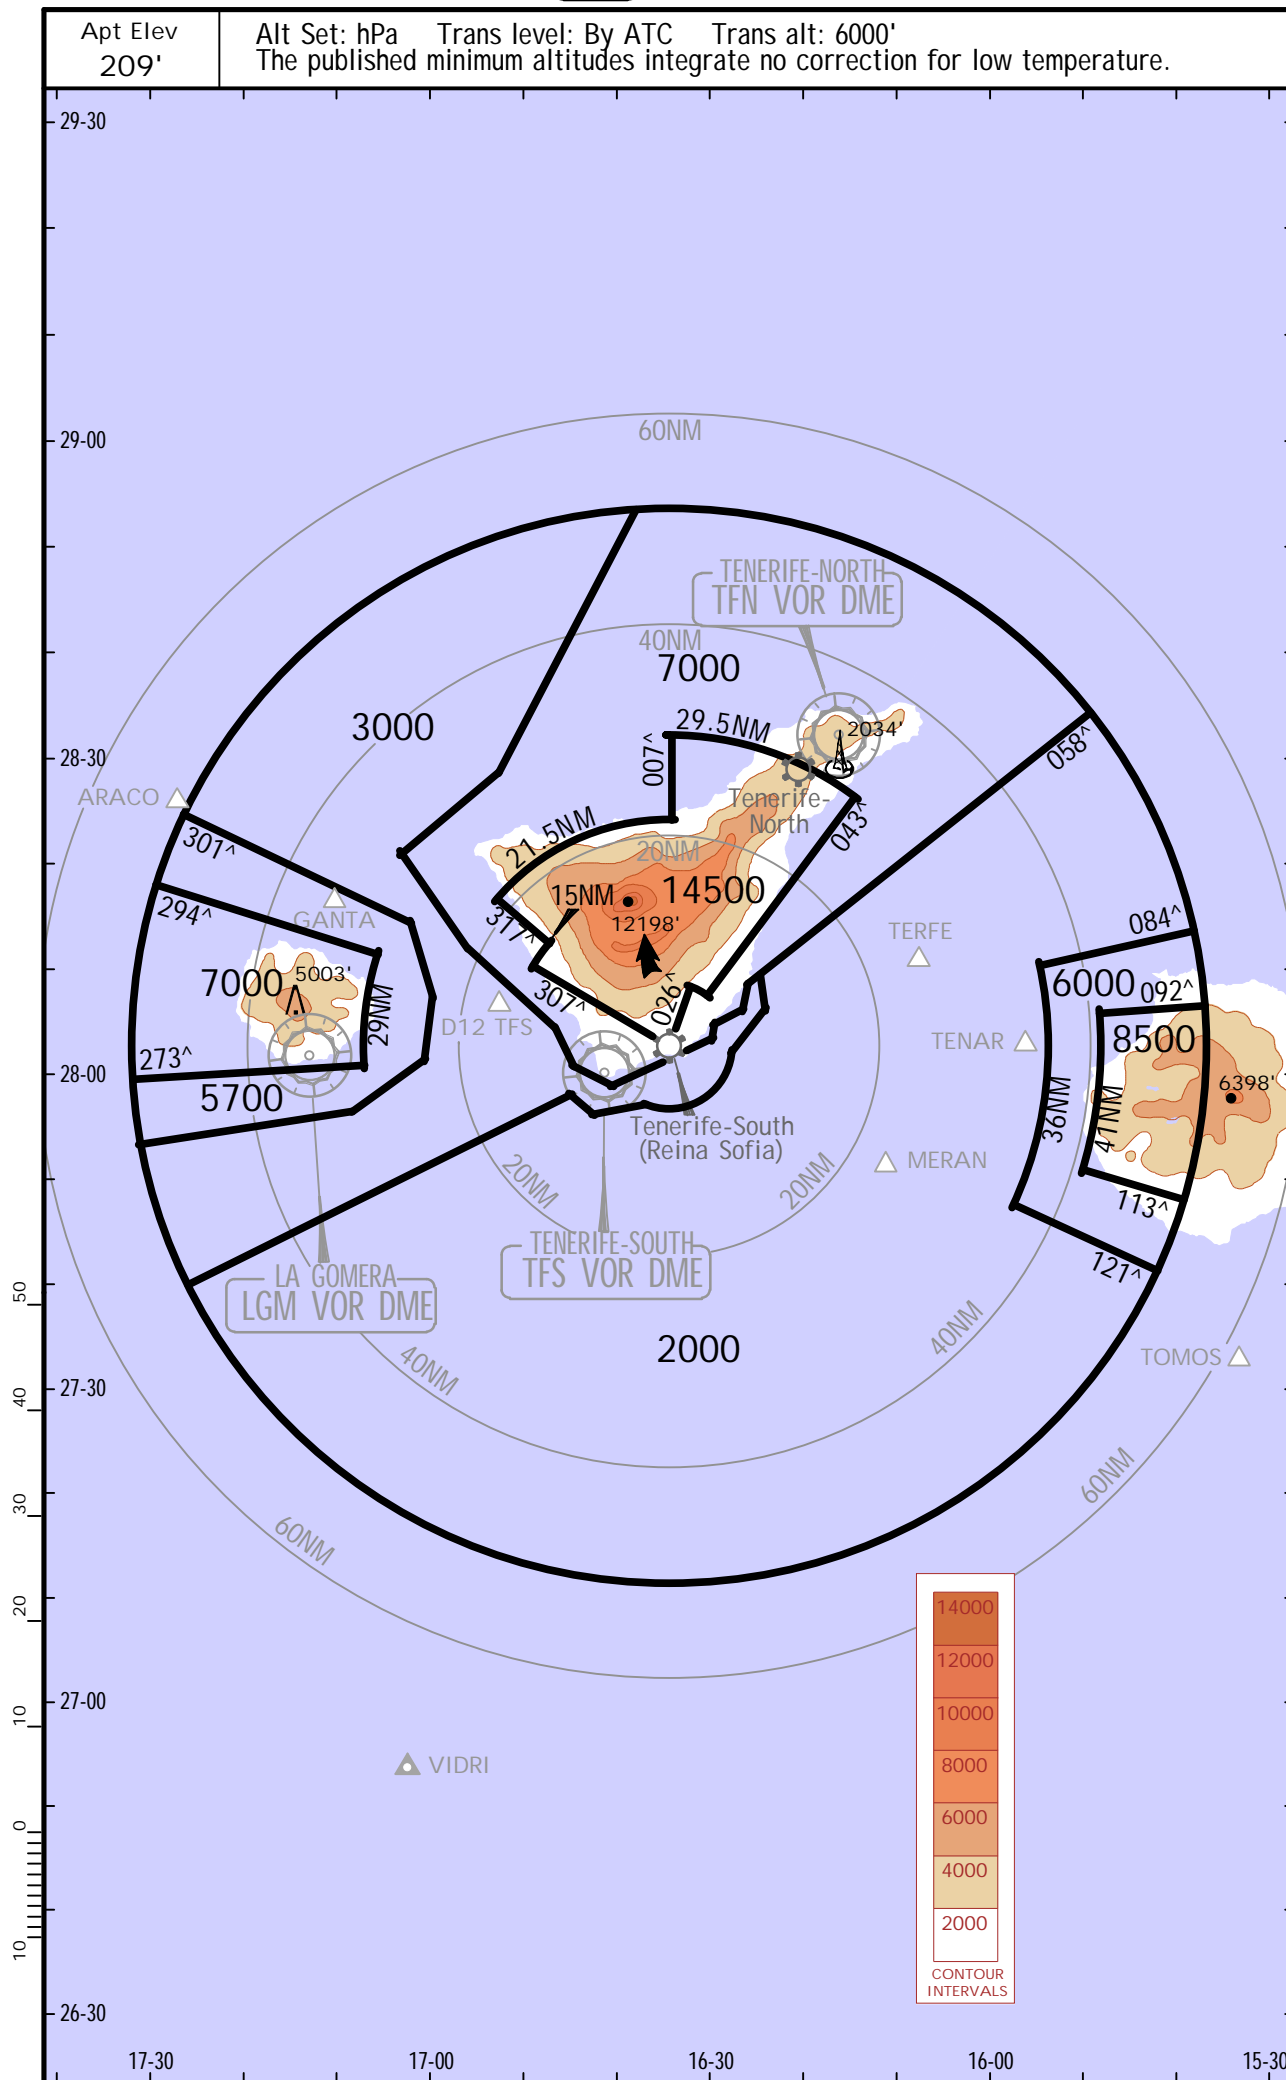 Apt Elev
209'
Alt Set: hPa Trans level: By ATC Trans alt: 6000'
The published minimum altitudes integrate no correction for low temperature.
29-30
29-00
60NM
TENERIFE-NORTH
TFN VOR DME
40NM
7000
3000
29.5NM
2034'
007^
058^
28-30
ARACO
Tenerife-
North
043^
301^
21.5NM
20NM
14500
15NM
294^
GANTA
317^
12198'
084^
TERFE
7000
5003'
6000
092^
307^
026^
29NM
D12 TFS
TENAR
8500
273^
28-00
5700
6398'
36NM
41NM
Tenerife-South
(Reina Sofia)
MERAN
20NM
20NM
113^
TENERIFE-SOUTH
TFS VOR DME
121^
LA GOMERA
LGM VOR DME
50
2000
40NM
40NM
TOMOS
27-30
40
60NM
30
60NM
20
14000
12000
27-00
10
10000
VIDRI
8000
0
6000
4000
2000
10
CONTOUR
INTERVALS
26-30
17-30
17-00
16-30
16-00
15-30